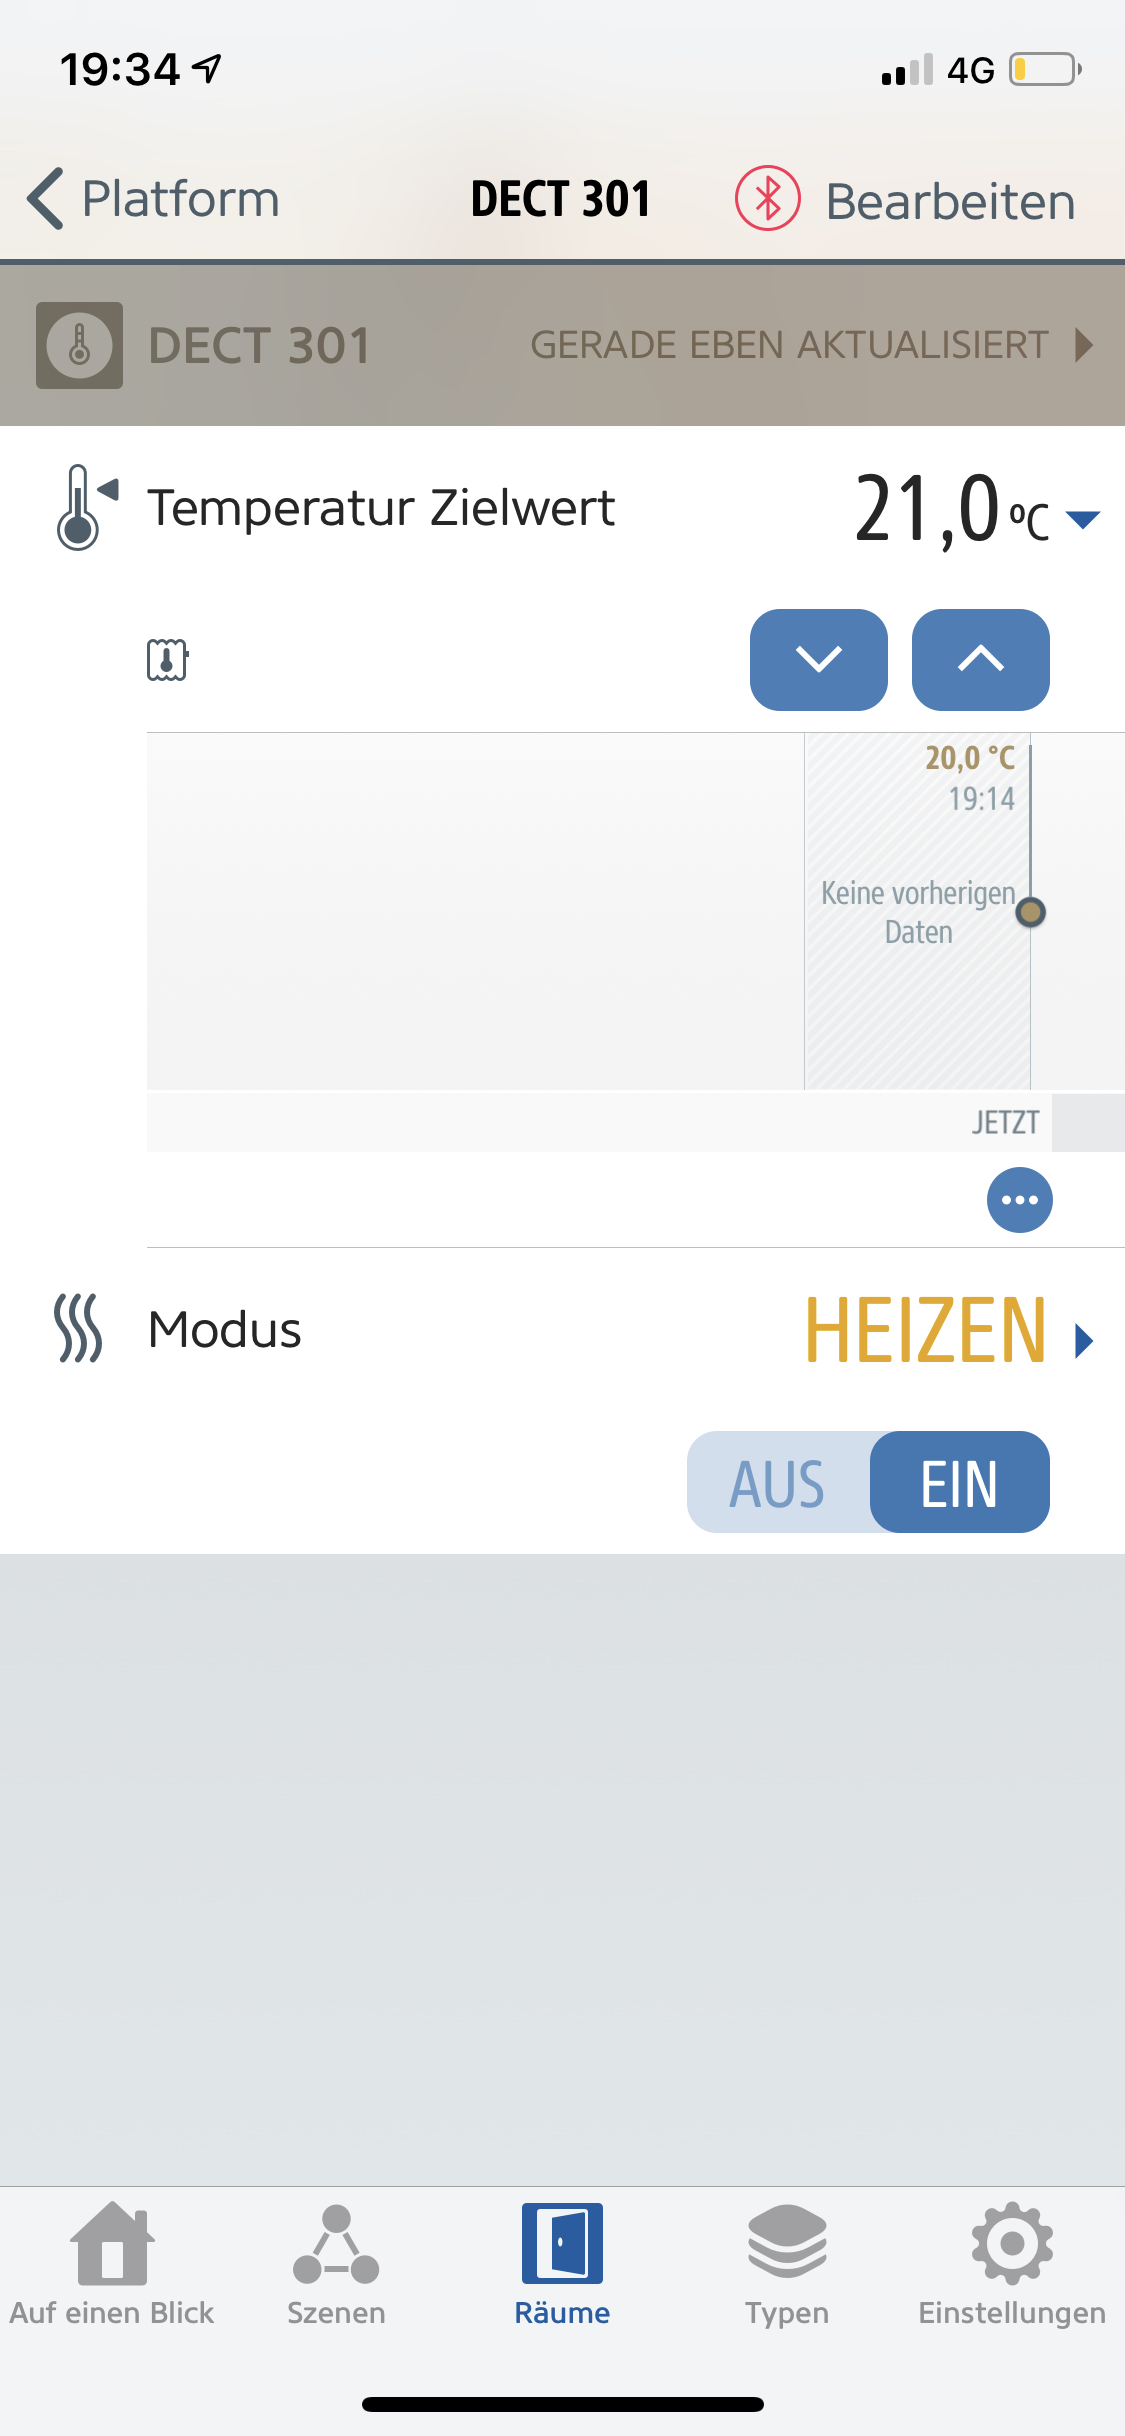 19:34
4G
Platform
DECT 301
Bearbeiten
DECT 301
GERADE EBEN AKTUALISIERT
Temperatur Zielwert
21,0 °C
20,0 °C
19:14
Keine vorherigen
Daten
JETZT
Modus
HEIZEN
AUS
EIN
Auf einen Blick
Szenen
Räume
Typen
Einstellungen